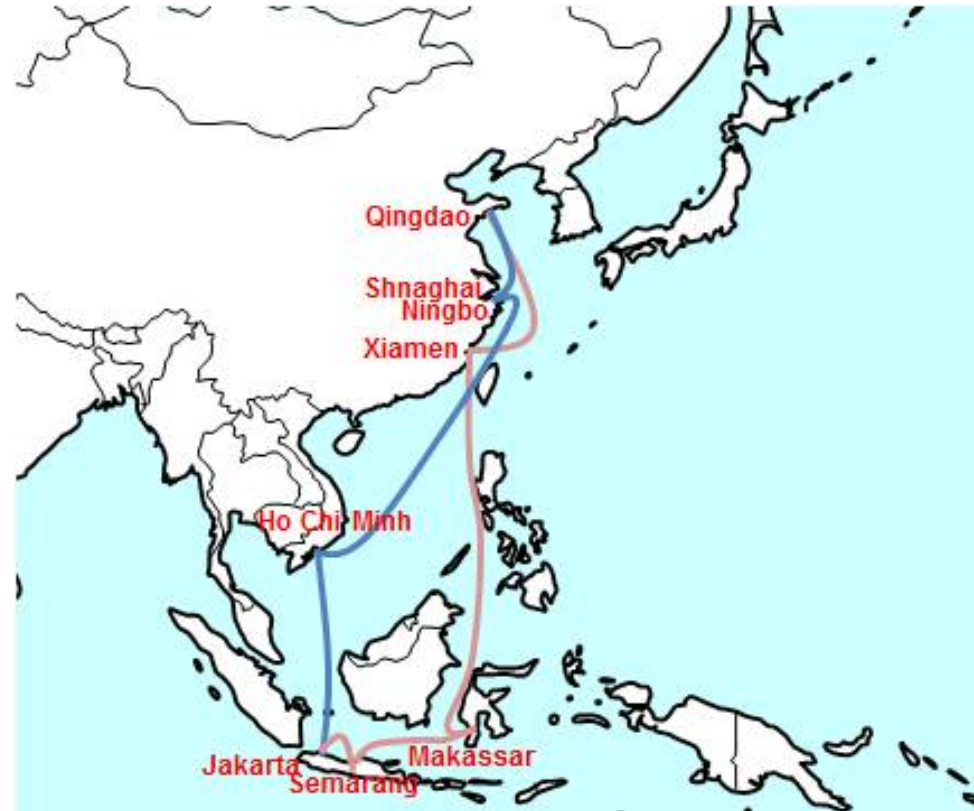 Qingdao
Shnaghai
Ningbo
Xiamen
Ho Chi Minh
Makassar
Jakarta
Semarang